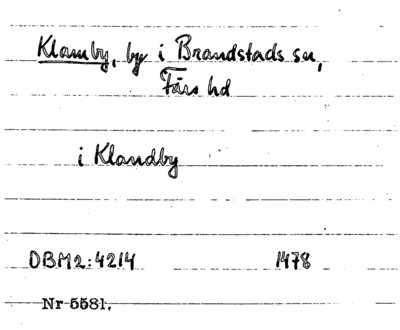 Klamby, by i Brandstads sn,
Färs hd
i Klandby
DBM2:4214 1478
Nr 5581.